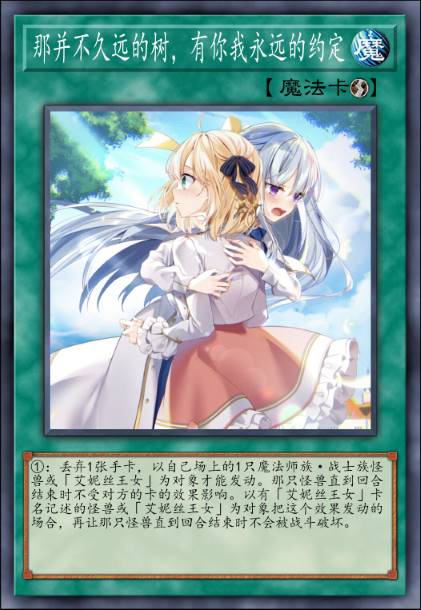 那并不久远的树，有你我永远的约定
魔
【魔法卡】
①：丢弃1张手卡，以自己场上的1只魔法师族·战士族怪
兽或「艾妮丝王女」为对象才能发动。那只怪兽直到回合
结束时不受对方的卡的效果影响。以有「艾妮丝王女」卡
名记述的怪兽或「艾妮丝王女」为对象把这个效果发动的
场合，再让那只怪兽直到回合结束时不会被战斗破坏。